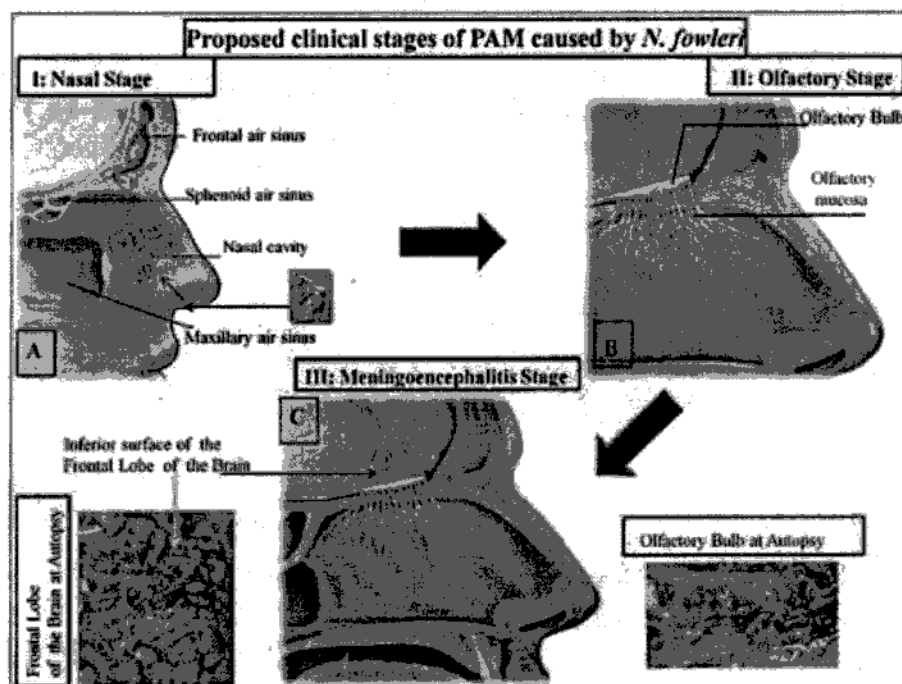 Proposed clinical stages of PAM caused by N. fowleri
I: Nasal Stage
Frontal air sinus
Sphenoid air sinus
Nasal cavity
Maxillary air sinus
A
II: Olfactory Stage
Olfactory Bulb
Olfactory
mucosa
B
III: Meningoencephalitis Stage
C
Inferior surface of the
Frontal Lobe of the Brain
Frontal Lobe
of the Brain at Autopsy
Olfactory Bulb at Autopsy